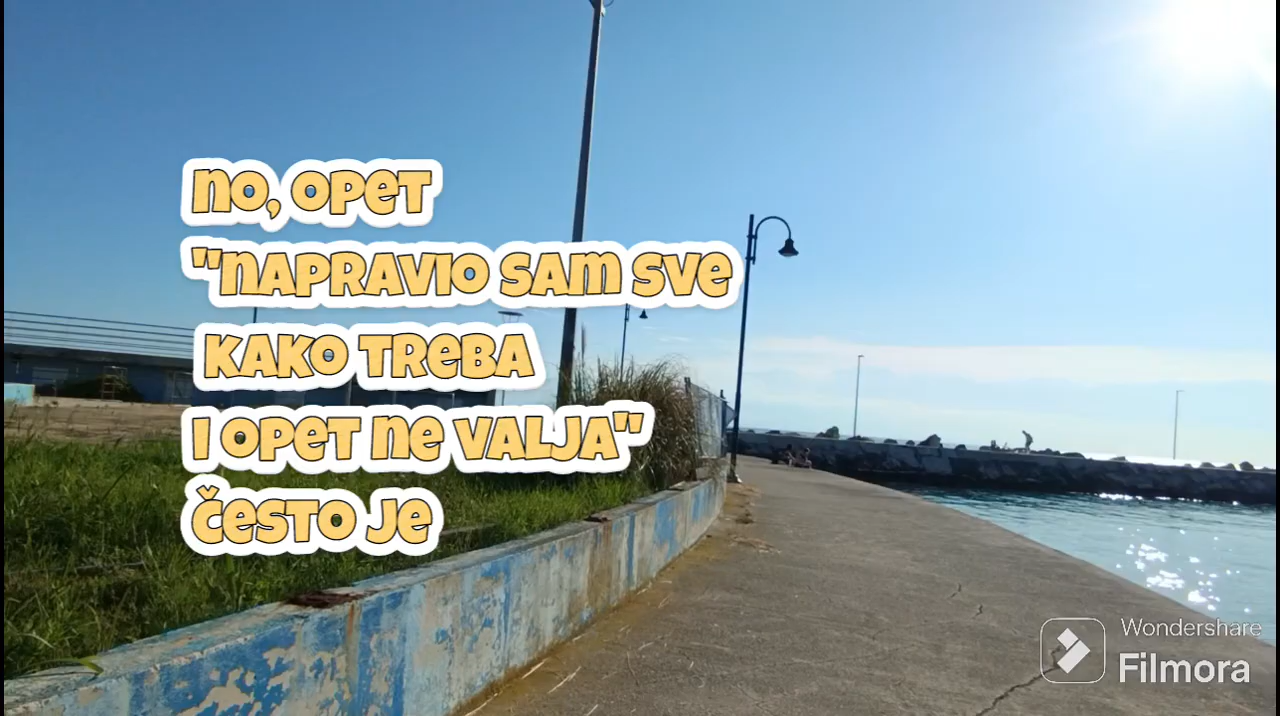 no, opet
"napravio sam sve
kako treba
i opet ne valja"
često je
Wondershare
Filmora